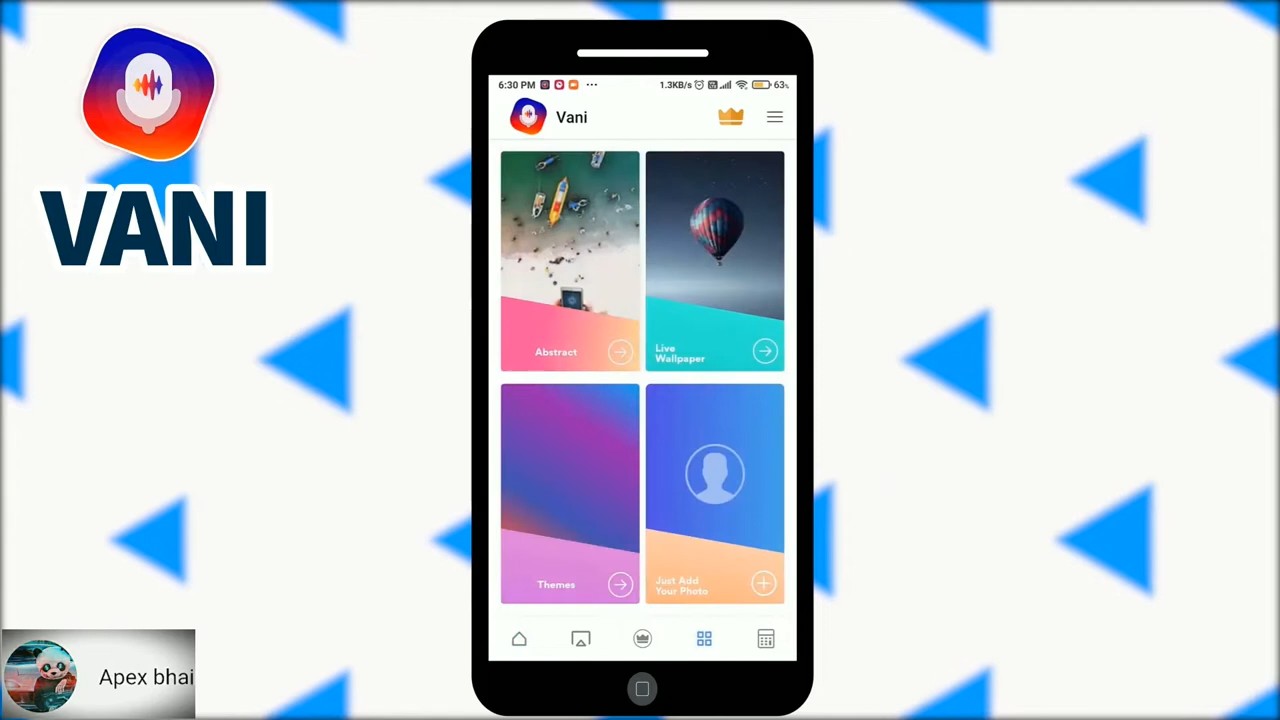 VANI
6:30 PM
1.3KB/s
63%
Vani
Abstract
Live
Wallpaper
Themes
Just Add
Your Photo
Apex bhai